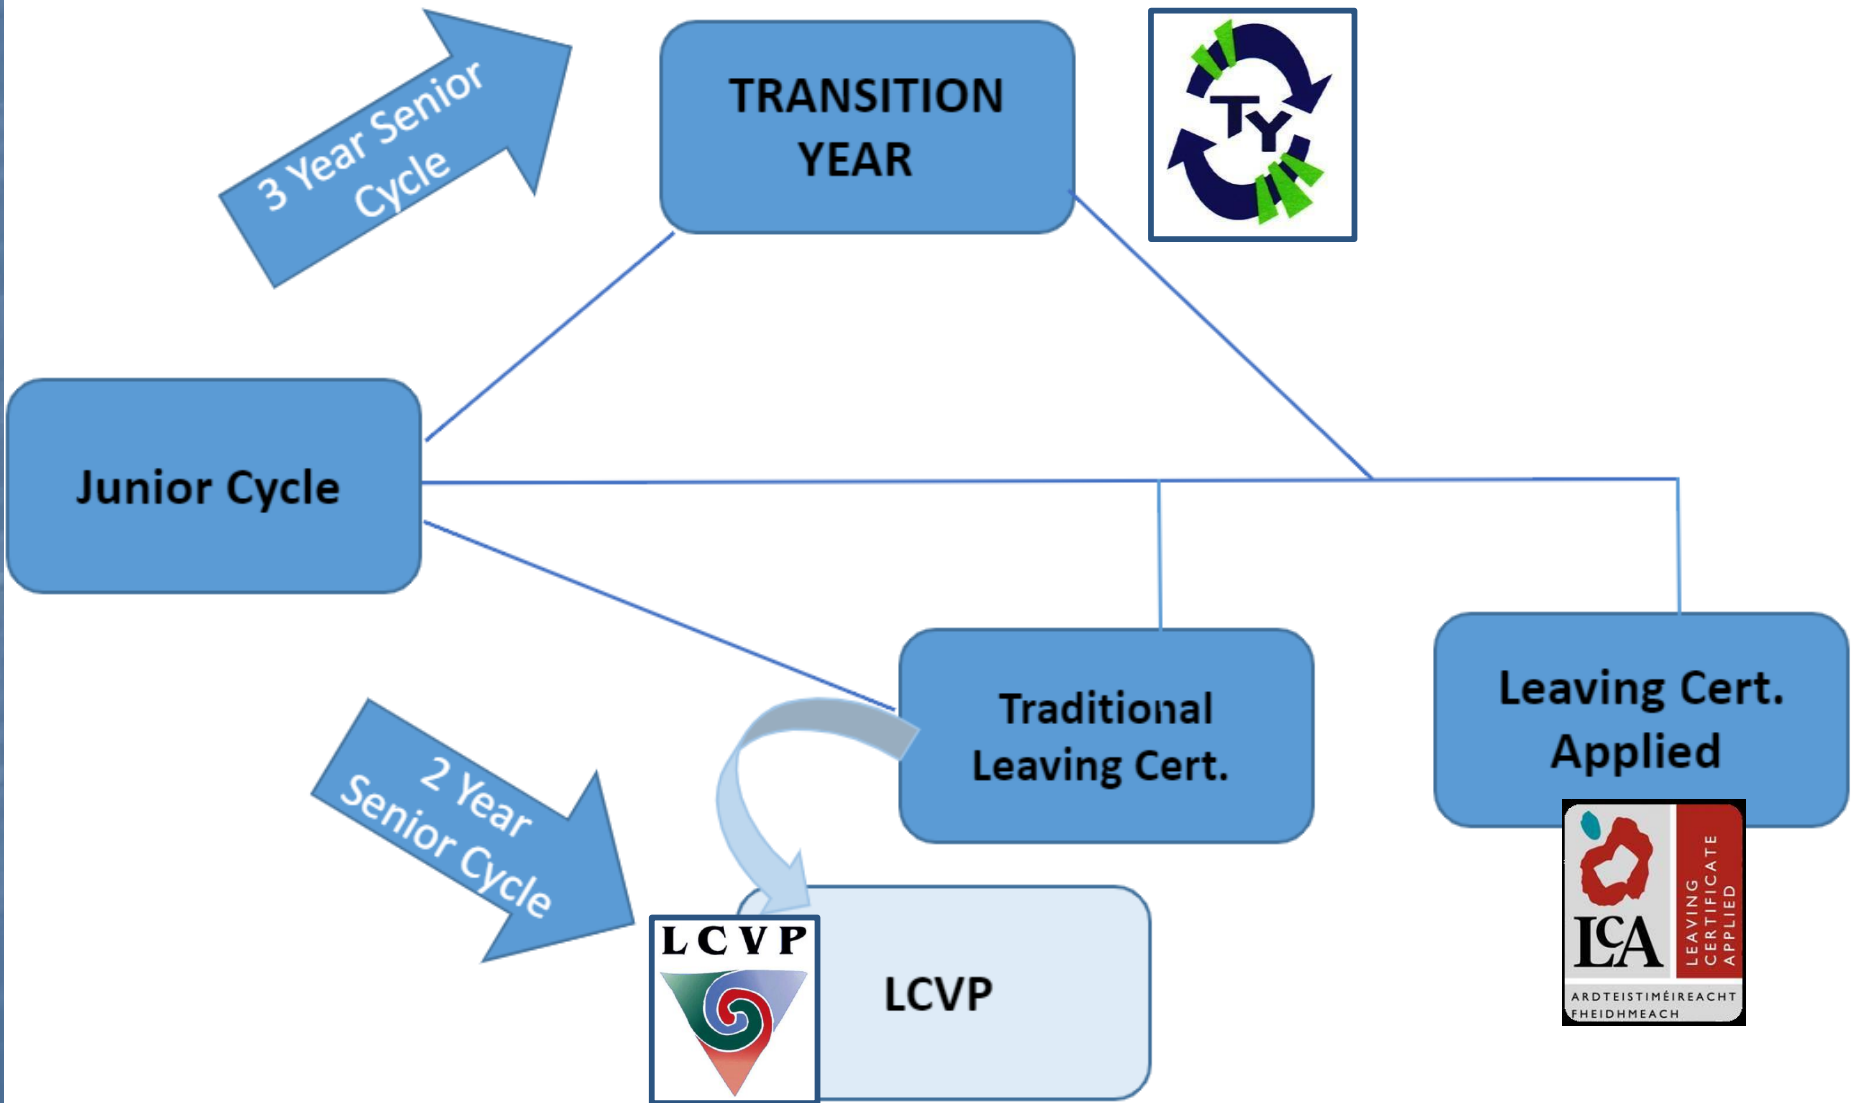 3 Year Senior
Cycle
TRANSITION
YEAR
TY
Junior Cycle
Traditional
Leaving Cert.
Leaving Cert.
Applied
2 Year
Senior Cycle
LCVP
LCVP
LCA
LEAVING
CERTIFICATE
APPLIED
ARDTEISTIMÉIREACHT
FHEIDHMEACH